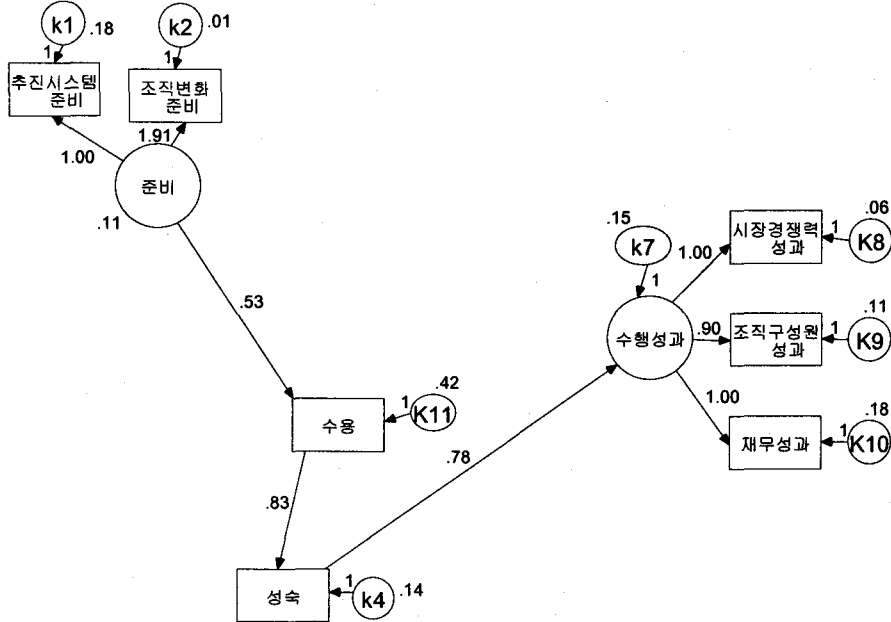 k1
.18
k2
.01
1
1
추진시스템
준비
조직변화
준비
1.00
1.91
준비
.11
.53
.15
k7
1
수행성과
1.00
.90
1.00
시장경쟁력
성과
1
.06
K8
조직구성원
성과
1
.11
K9
재무성과
1
.18
K10
수용
1
.42
K11
.83
.78
성숙
1
k4
.14